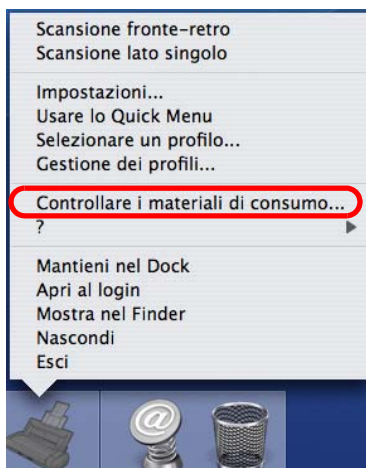 Scansione fronte-retro
Scansione lato singolo
Impostazioni...
Usare lo Quick Menu
Selezionare un profilo...
Gestione dei profili...
Controllare i materiali di consumo...
?
Mantieni nel Dock
Apri al login
Mostra nel Finder
Nascondi
Esci
@